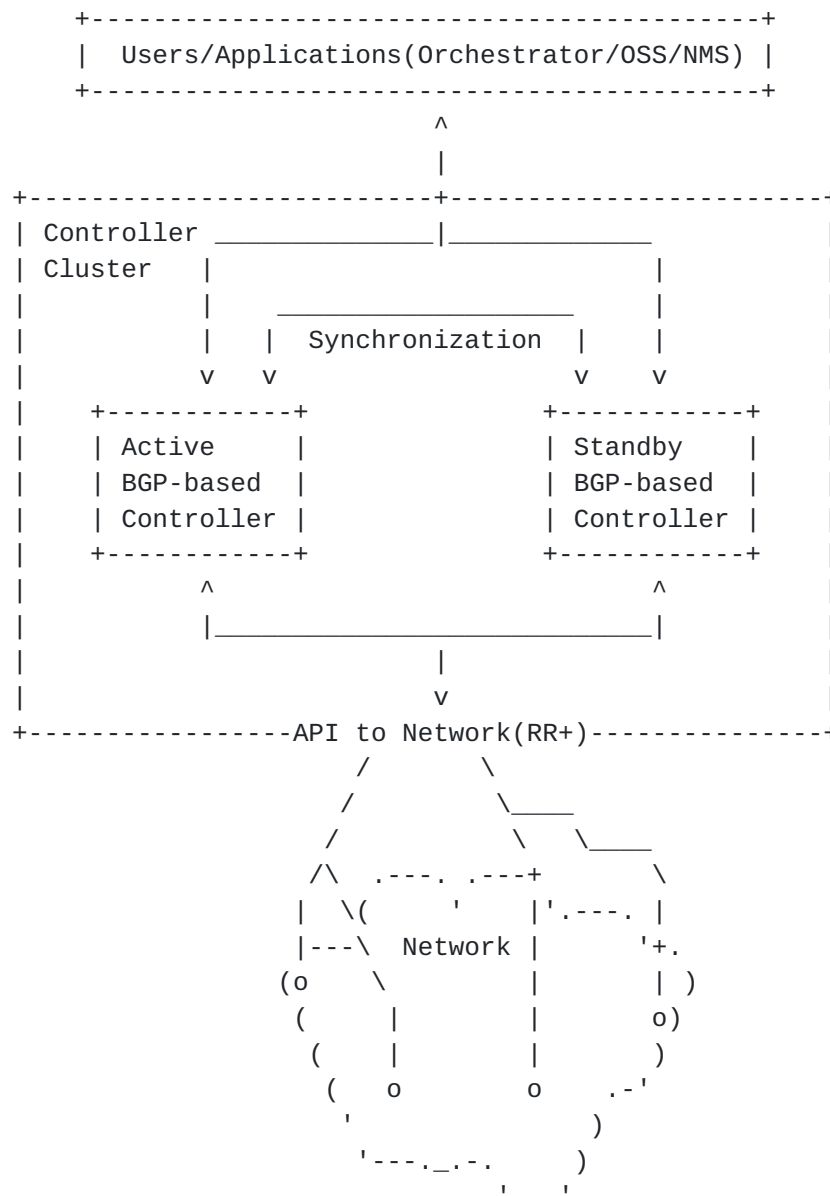 Users/Applications(Orchestrator/OSS/NMS)
Controller
Cluster
Synchronization
Active
BGP-based
Controller
Standby
BGP-based
Controller
API to Network(RR+)
Network